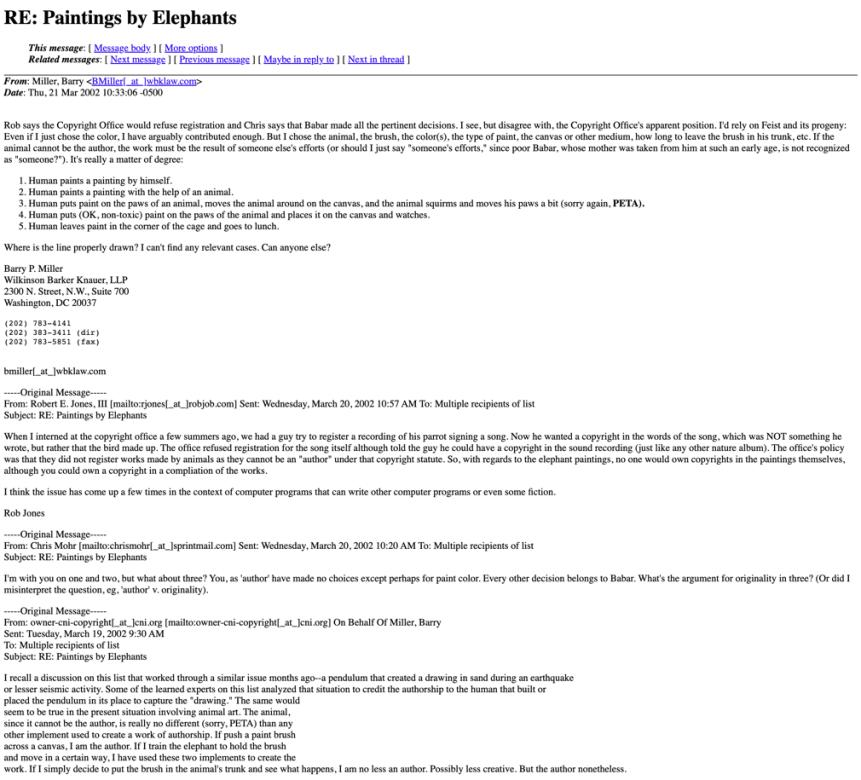 RE: Paintings by Elephants
This message: [ Message body ] [ More options ]
Related messages: [ Next message ] [ Previous message ] [ Maybe in reply to ] [ Next in thread ]
From: Miller, Barry <BMiller[_at_]wbklaw.com>
Date: Thu, 21 Mar 2002 10:33:06 -0500
Rob says the Copyright Office would refuse registration and Chris says that Babar made all the pertinent decisions. I see, but disagree with, the Copyright Office's apparent position. I'd rely on Feist and its progeny:
Even if I just chose the color, I have arguably contributed enough. But I chose the animal, the brush, the color(s), the type of paint, the canvas or other medium, how long to leave the brush in his trunk, etc. If the
animal cannot be the author, the work must be the result of someone else's efforts (or should I just say "someone's efforts," since poor Babar, whose mother was taken from him at such an early age, is not recognized
as "someone?"). It's really a matter of degree:
1. Human paints a painting by himself.
2. Human paints a painting with the help of an animal.
3. Human puts paint on the paws of an animal, moves the animal around on the canvas, and the animal squirms and moves his paws a bit (sorry again, PETA).
4. Human puts (OK, non-toxic) paint on the paws of the animal and places it on the canvas and watches.
5. Human leaves paint in the corner of the cage and goes to lunch.
Where is the line properly drawn? I can't find any relevant cases. Can anyone else?
Barry P. Miller
Wilkinson Barker Knauer, LLP
2300 N. Street, N.W., Suite 700
Washington, DC 20037
(202) 783-4141
(202) 383-3411 (dir)
(202) 783-5851 (fax)
bmiller[_at_]wbklaw.com
-----Original Message-----
From: Robert E. Jones, III [mailto:rjones[_at_]robjob.com] Sent: Wednesday, March 20, 2002 10:57 AM To: Multiple recipients of list
Subject: RE: Paintings by Elephants
When I interned at the copyright office a few summers ago, we had a guy try to register a recording of his parrot signing a song. Now he wanted a copyright in the words of the song, which was NOT something he
wrote, but rather that the bird made up. The office refused registration for the song itself although told the guy he could have a copyright in the sound recording (just like any other nature album). The office's policy
was that they did not register works made by animals as they cannot be an "author" under that copyright statute. So, with regards to the elephant paintings, no one would own copyrights in the paintings themselves,
although you could own a copyright in a compliation of the works.
I think the issue has come up a few times in the context of computer programs that can write other computer programs or even some fiction.
Rob Jones
-----Original Message-----
From: Chris Mohr [mailto:chrismohr[_at_]sprintmail.com] Sent: Wednesday, March 20, 2002 10:20 AM To: Multiple recipients of list
Subject: RE: Paintings by Elephants
I'm with you on one and two, but what about three? You, as 'author' have made no choices except perhaps for paint color. Every other decision belongs to Babar. What's the argument for originality in three? (Or did I
misinterpret the question, eg, 'author' v. originality).
-----Original Message-----
From: owner-cni-copyright[_at_]cni.org [mailto:owner-cni-copyright[_at_]cni.org] On Behalf Of Miller, Barry
Sent: Tuesday, March 19, 2002 9:30 AM
To: Multiple recipients of list
Subject: RE: Paintings by Elephants
I recall a discussion on this list that worked through a similar issue months ago--a pendulum that created a drawing in sand during an earthquake
or lesser seismic activity. Some of the learned experts on this list analyzed that situation to credit the authorship to the human that built or
placed the pendulum in its place to capture the "drawing." The same would
seem to be true in the present situation involving animal art. The animal,
since it cannot be the author, is really no different (sorry, PETA) than any
other implement used to create a work of authorship. If push a paint brush
across a canvas, I am the author. If I train the elephant to hold the brush
and move in a certain way, I have used these two implements to create the
work. If I simply decide to put the brush in the animal's trunk and see what happens, I am no less an author. Possibly less creative. But the author nonetheless.